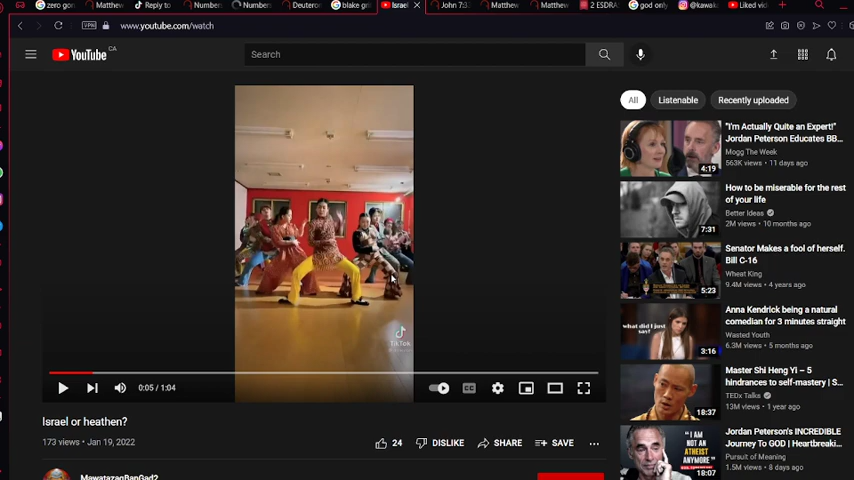 zero gon
Matthew
Reply to
Number
Number
Deuteror
blake gri
Israel
John 7:3
Matthew
Matthew
2 ESDRA
god only
@kawak
Liked vid
VPN
www.youtube.com/watch
YouTube
CA
Search
All
Listenable
Recently uploaded
"I'm Actually Quite an Expert!"
Jordan Peterson Educates BB...
Mogg The Week
563K views • 11 days ago
4:19
How to be miserable for the rest
of your life
Better Ideas
2M views • 10 months ago
7:31
Senator Makes a fool of herself.
Bill C-16
Wheat King
9.4M views • 4 years ago
5:23
what did I just
say?
Anna Kendrick being a natural
comedian for 3 minutes straight
Wasted Youth
6.3M views • 5 months ago
3:16
Master Shi Heng Yi – 5
hindrances to self-mastery | S...
TEDx Talks
13M views • 1 year ago
18:37
"I AM
NOT AN
ATHEIST
ANYMORE"
Jordan Peterson's INCREDIBLE
Journey To GOD | Heartbreaki...
Pursuit of Meaning
1.5M views • 8 days ago
18:07
TikTok
0:05 / 1:04
CC
Israel or heathen?
173 views • Jan 19, 2022
24
DISLIKE
SHARE
SAVE
MawatazaqBanGad2